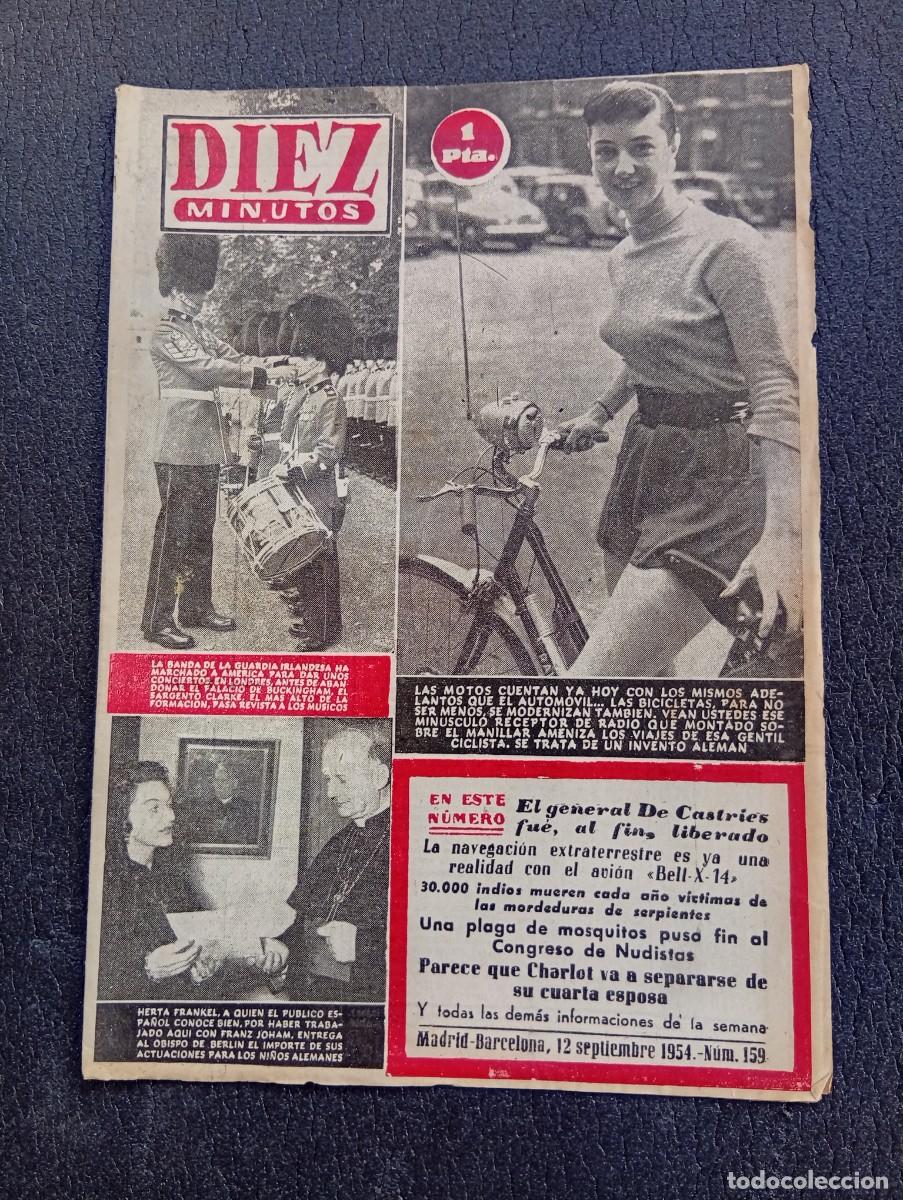 DIEZ
MINUTOS
1
Pta.
LA BANDA DE LA GUARDIA IRLANDESA HA
MARCHADO A AMERICA PARA DAR UNOS
CONCIERTOS. EN LONDRES, ANTES DE ABAN-
DONAR EL PALACIO DE BUCKINGHAM, EL
SARGENTO CLARKE, EL MAS ALTO DE LA
FORMACION, PASA REVISTA A LOS MUSICOS
LAS MOTOS CUENTAN YA HOY CON LOS MISMOS ADE-
LANTOS QUE EL AUTOMOVIL... LAS BICICLETAS, PARA NO
SER MENOS, SE MODERNIZAN TAMBIEN. VEAN USTEDES ESE
MINUSCULO RECEPTOR DE RADIO, QUE MONTADO SO-
BRE EL MANILLAR AMENIZA LOS VIAJES DE ESA GENTIL
CICLISTA. SE TRATA DE UN INVENTO ALEMAN
HERTA FRANKEL, A QUIEN EL PUBLICO ES-
PAÑOL CONOCE BIEN, POR HABER TRABA-
JADO AQUI CON FRANZ JOHAM, ENTREGA
AL OBISPO DE BERLIN EL IMPORTE DE SUS
ACTUACIONES PARA LOS NIÑOS ALEMANES
EN ESTE
NÚMERO
El general De Castries
fué, al fin, liberado
La navegación extraterrestre es ya una
realidad con el avión «Bell-X-14»
30.000 indios mueren cada año víctimas de
las mordeduras de serpientes
Una plaga de mosquitos puso fin al
Congreso de Nudistas
Parece que Charlot va a separarse de
su cuarta esposa
Y todas las demás informaciones de la semana
Madrid-Barcelona, 12 septiembre 1954.-Núm. 159
todocoleccion